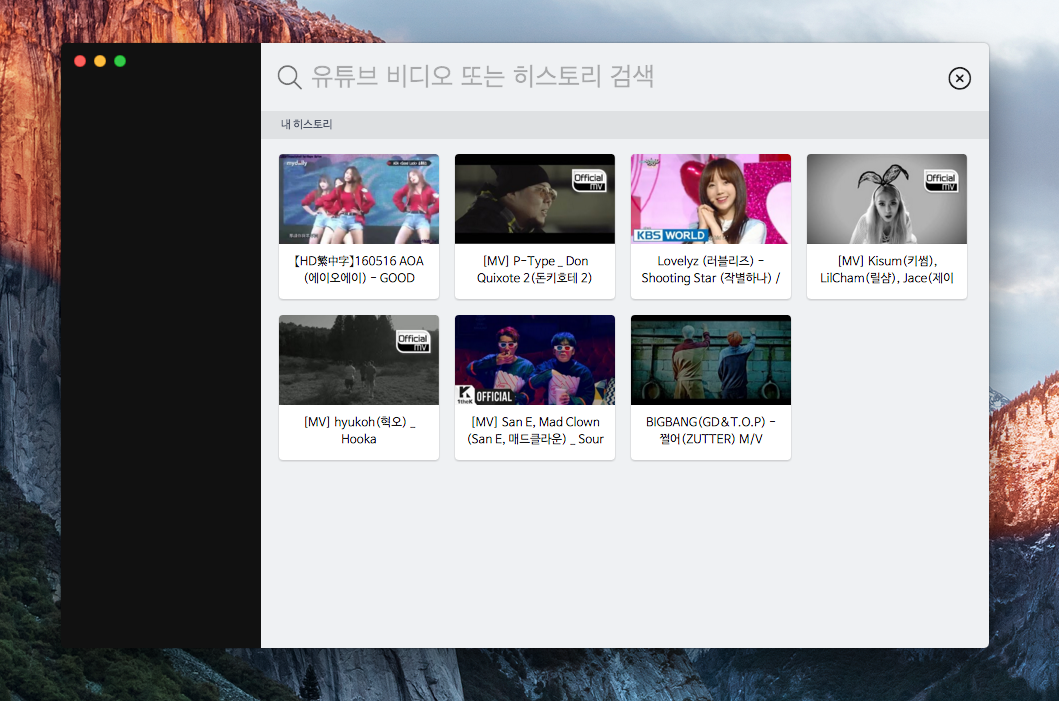 유튜브 비디오 또는 히스토리 검색
내 히스토리
mydaily
Official
MV
KBS WORLD
Official
MV
【HD繁中字】160516 AOA
(에이오에이) - GOOD
[MV] P-Type _ Don
Quixote 2(돈키호테 2)
Lovelyz (러블리즈) -
Shooting Star (작별하나) /
[MV] Kisum(키썸),
LilCham(릴샴), Jace(제이
Official
MV
1theK
OFFICIAL
[MV] hyukoh(혁오) _
Hooka
[MV] San E, Mad Clown
(San E, 매드클라운) _ Sour
BIGBANG(GD&T.O.P) -
쩔어(ZUTTER) M/V